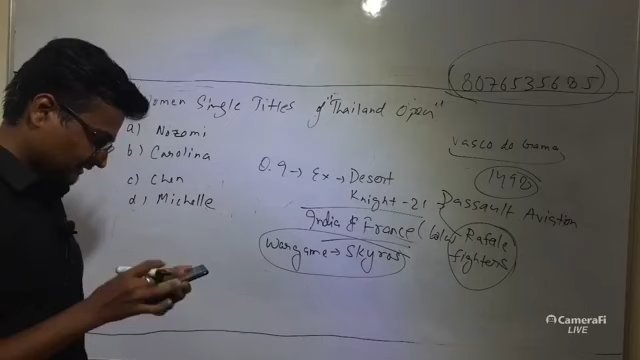 8076535685
Women Single Titles of "Thailand Open"
a) Nozomi
b) Carolina
c) Chen
d) Michelle
Vasco do Gama
1498
Q.9 → Ex → Desert
Knight-21
Dassault Aviation
India & France (
Rafale
fighters
Wargame → Skyros
CameraFi
LIVE